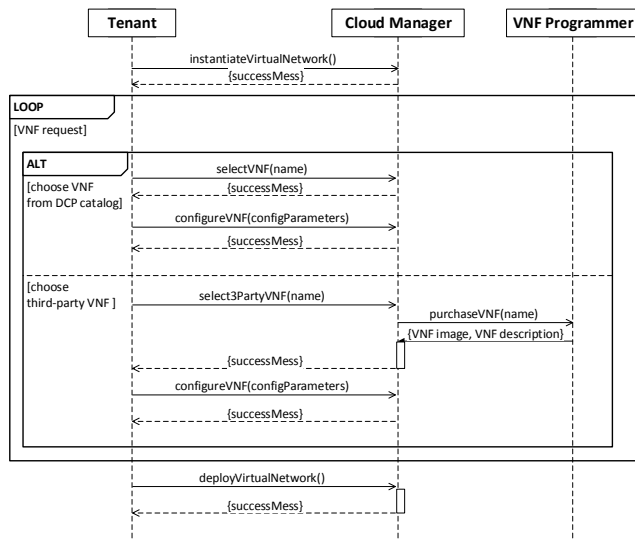 Tenant
Cloud Manager
VNF Programmer
instantiateVirtualNetwork()
{successMess}
LOOP
[VNF request]
ALT
[choose VNF
from DCP catalog]
selectVNF(name)
{successMess}
configureVNF(configParameters)
{successMess}
[choose
third-party VNF ]
select3PartyVNF(name)
purchaseVNF(name)
{VNF image, VNF description}
{successMess}
configureVNF(configParameters)
{successMess}
deployVirtualNetwork()
{successMess}